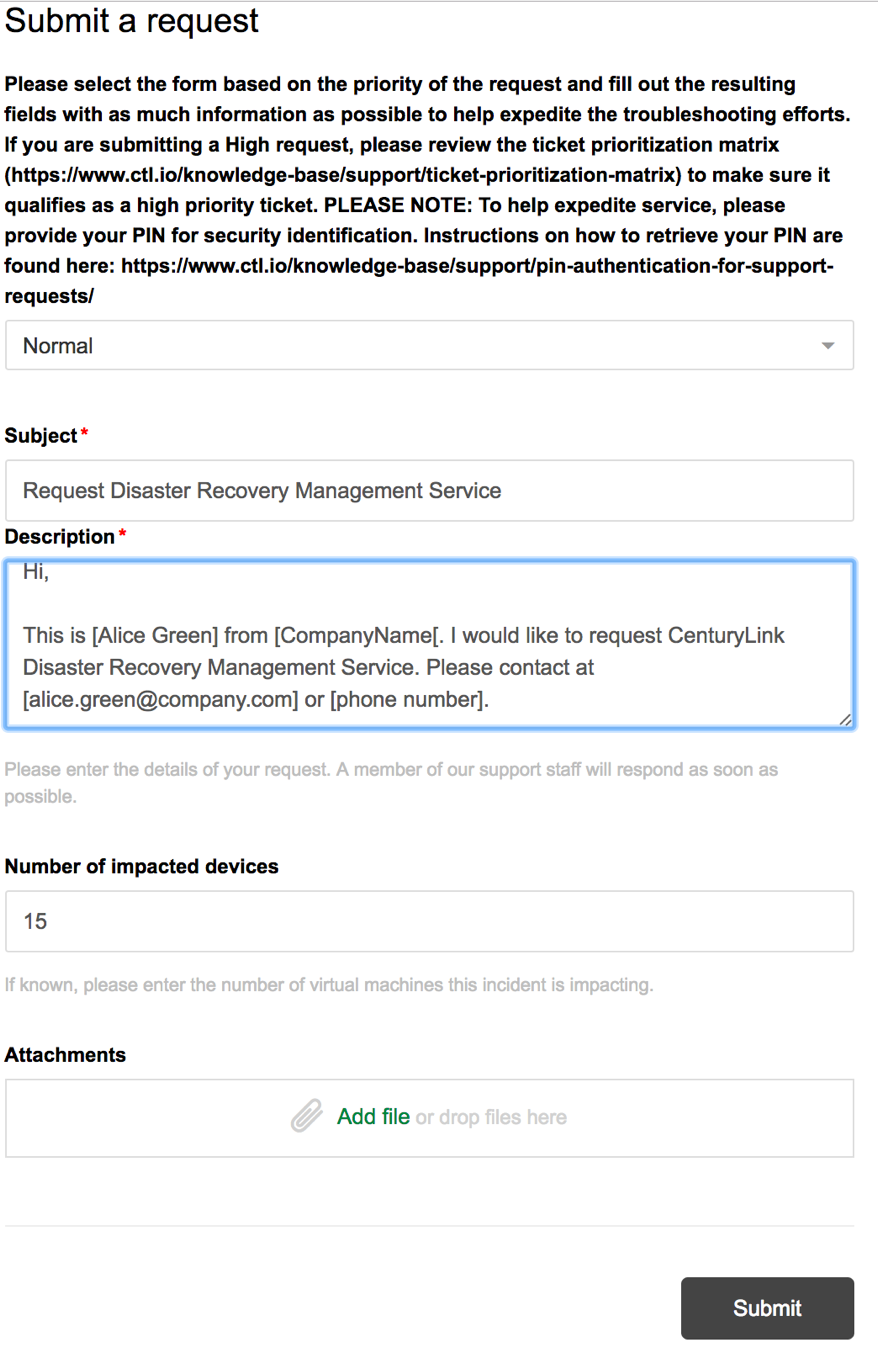 Submit a request
Please select the form based on the priority of the request and fill out the resulting
fields with as much information as possible to help expedite the troubleshooting efforts.
If you are submitting a High request, please review the ticket prioritization matrix
(https://www.ctl.io/knowledge-base/support/ticket-prioritization-matrix) to make sure it
qualifies as a high priority ticket. PLEASE NOTE: To help expedite service, please
provide your PIN for security identification. Instructions on how to retrieve your PIN are
found here: https://www.ctl.io/knowledge-base/support/pin-authentication-for-support-
requests/
Normal
Subject*
Request Disaster Recovery Management Service
Description*
Hi,
This is [Alice Green] from [CompanyName[. I would like to request CenturyLink
Disaster Recovery Management Service. Please contact at
[alice.green@company.com] or [phone number].
Please enter the details of your request. A member of our support staff will respond as soon as
possible.
Number of impacted devices
15
If known, please enter the number of virtual machines this incident is impacting.
Attachments
Add file or drop files here
Submit